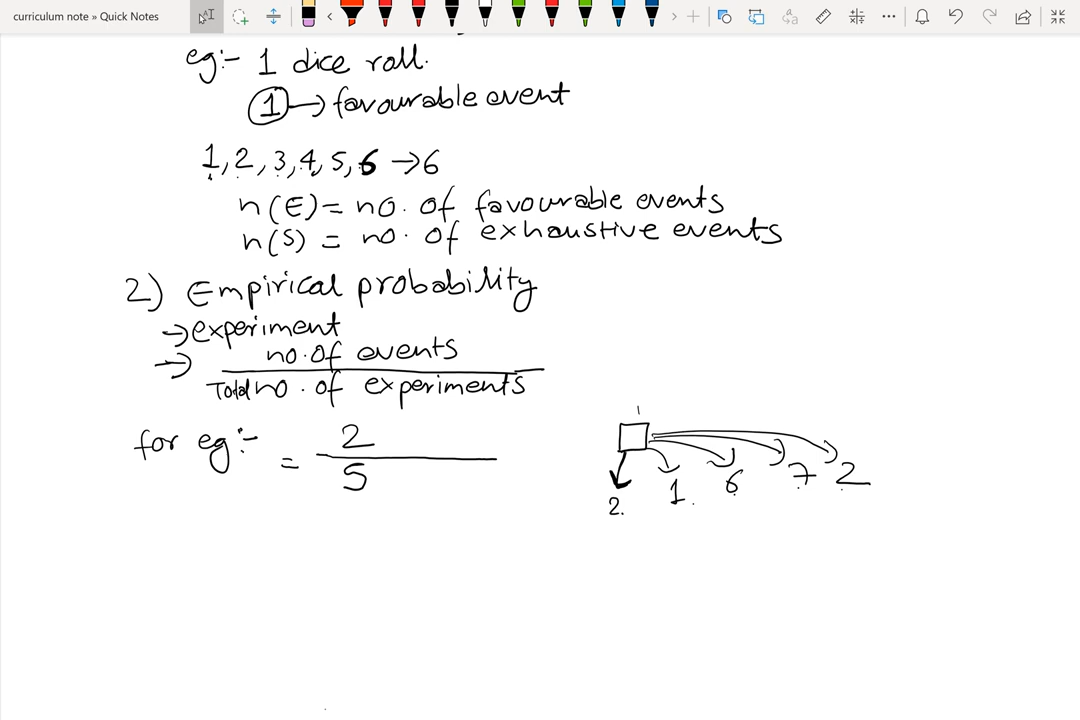 curriculum note » Quick Notes
eg:- 1 dice roll.
1 → favourable event
1, 2, 3, 4, 5, 6 → 6
n(E) = no. of favourable events
n(S) = no. of exhaustive events
2) Empirical probability
→ experiment
→ no. of events
Total no. of experiments
for eg:- = 2
5
2. 1 6 7 2